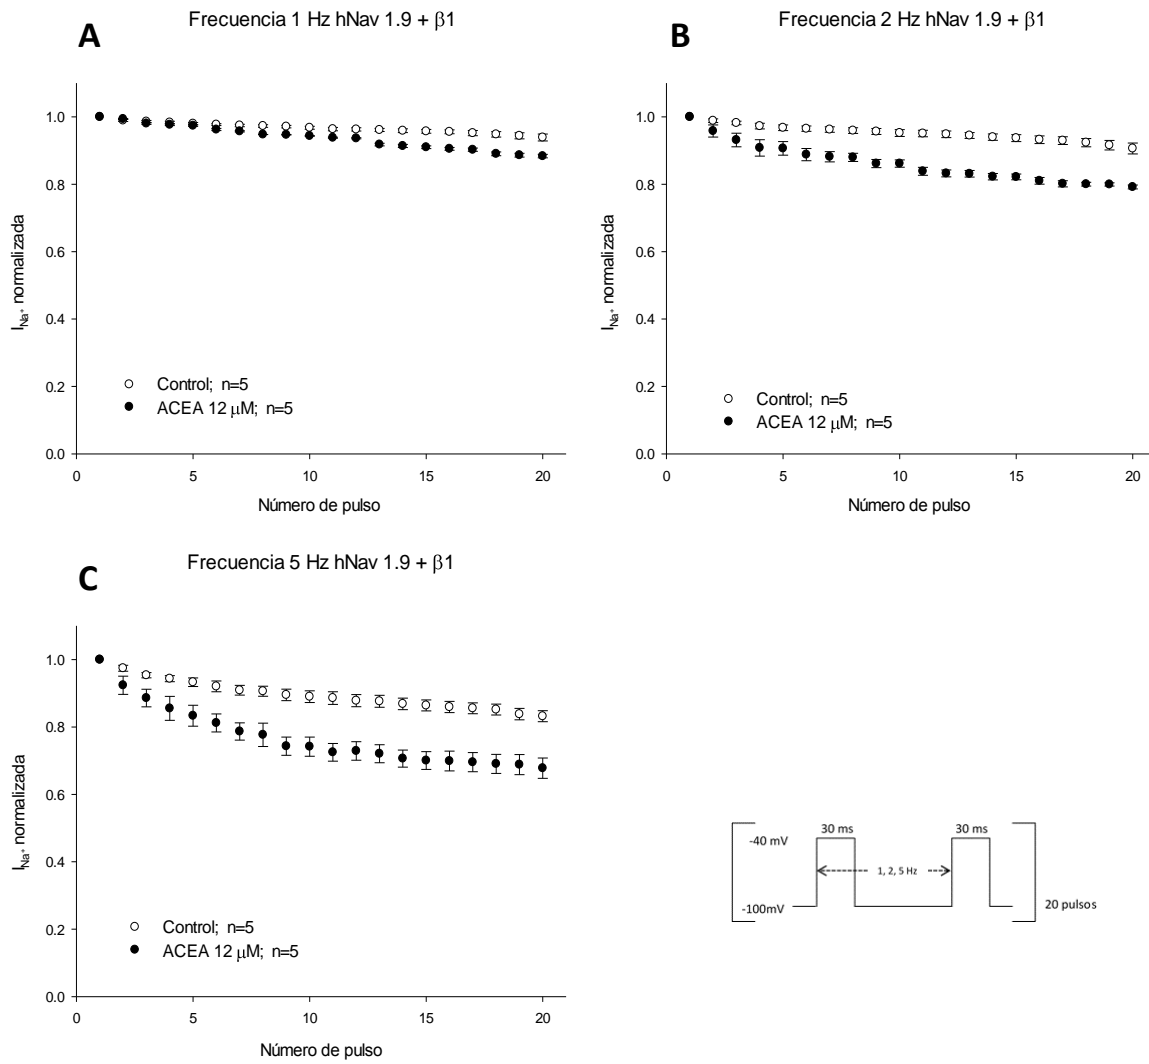 A
Frecuencia 1 Hz hNav 1.9 + β1
1.0
0.8
0.6
0.4
0.2
0.0
I Na+ normalizada
Control; n=5
ACEA 12 μM; n=5
0 5 10 15 20
Número de pulso
B
Frecuencia 2 Hz hNav 1.9 + β1
1.0
0.8
0.6
0.4
0.2
0.0
I Na+ normalizada
Control; n=5
ACEA 12 μM; n=5
0 5 10 15 20
Número de pulso
C
Frecuencia 5 Hz hNav 1.9 + β1
1.0
0.8
0.6
0.4
0.2
0.0
I Na+ normalizada
Control; n=5
ACEA 12 μM; n=5
0 5 10 15 20
Número de pulso
30 ms 30 ms
-40 mV
1, 2, 5 Hz
-100mV
20 pulsos